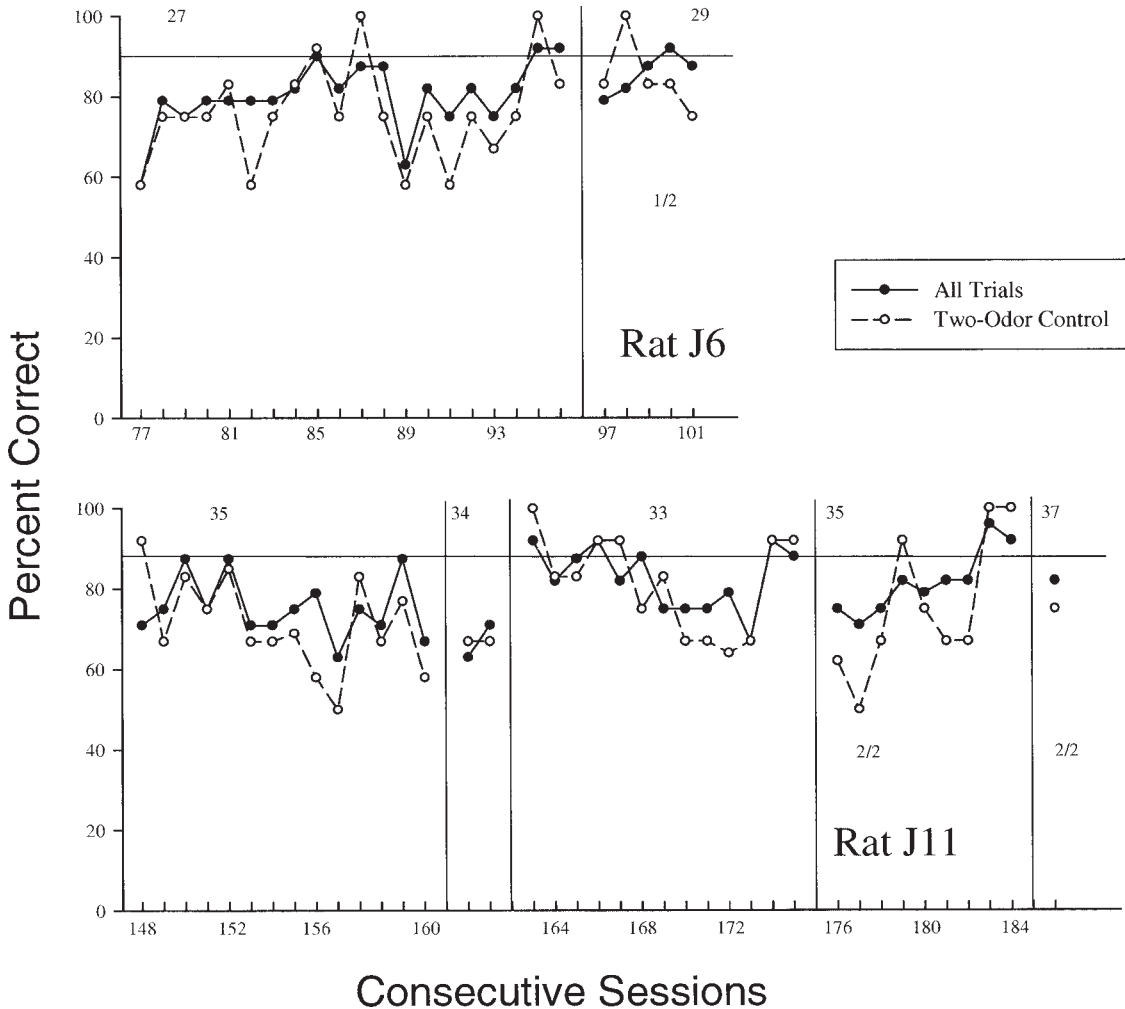 100
27
29
80
60
1/2
40
20
0
Rat J6
77 81 85 89 93 97 101
All Trials
Two-Odor Control
Percent Correct
100
35 34 33 35 37
80
60
40
2/2 2/2
20
Rat J11
0
148 152 156 160 164 168 172 176 180 184
Consecutive Sessions